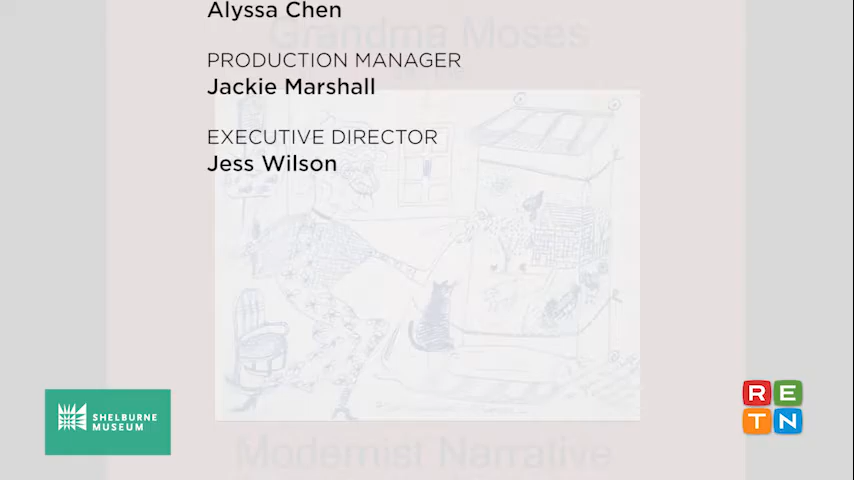 Alyssa Chen
Grandma Moses
PRODUCTION MANAGER
Jackie Marshall
EXECUTIVE DIRECTOR
Jess Wilson
SHELBURNE
MUSEUM
R E
T N
Modernist Narrative